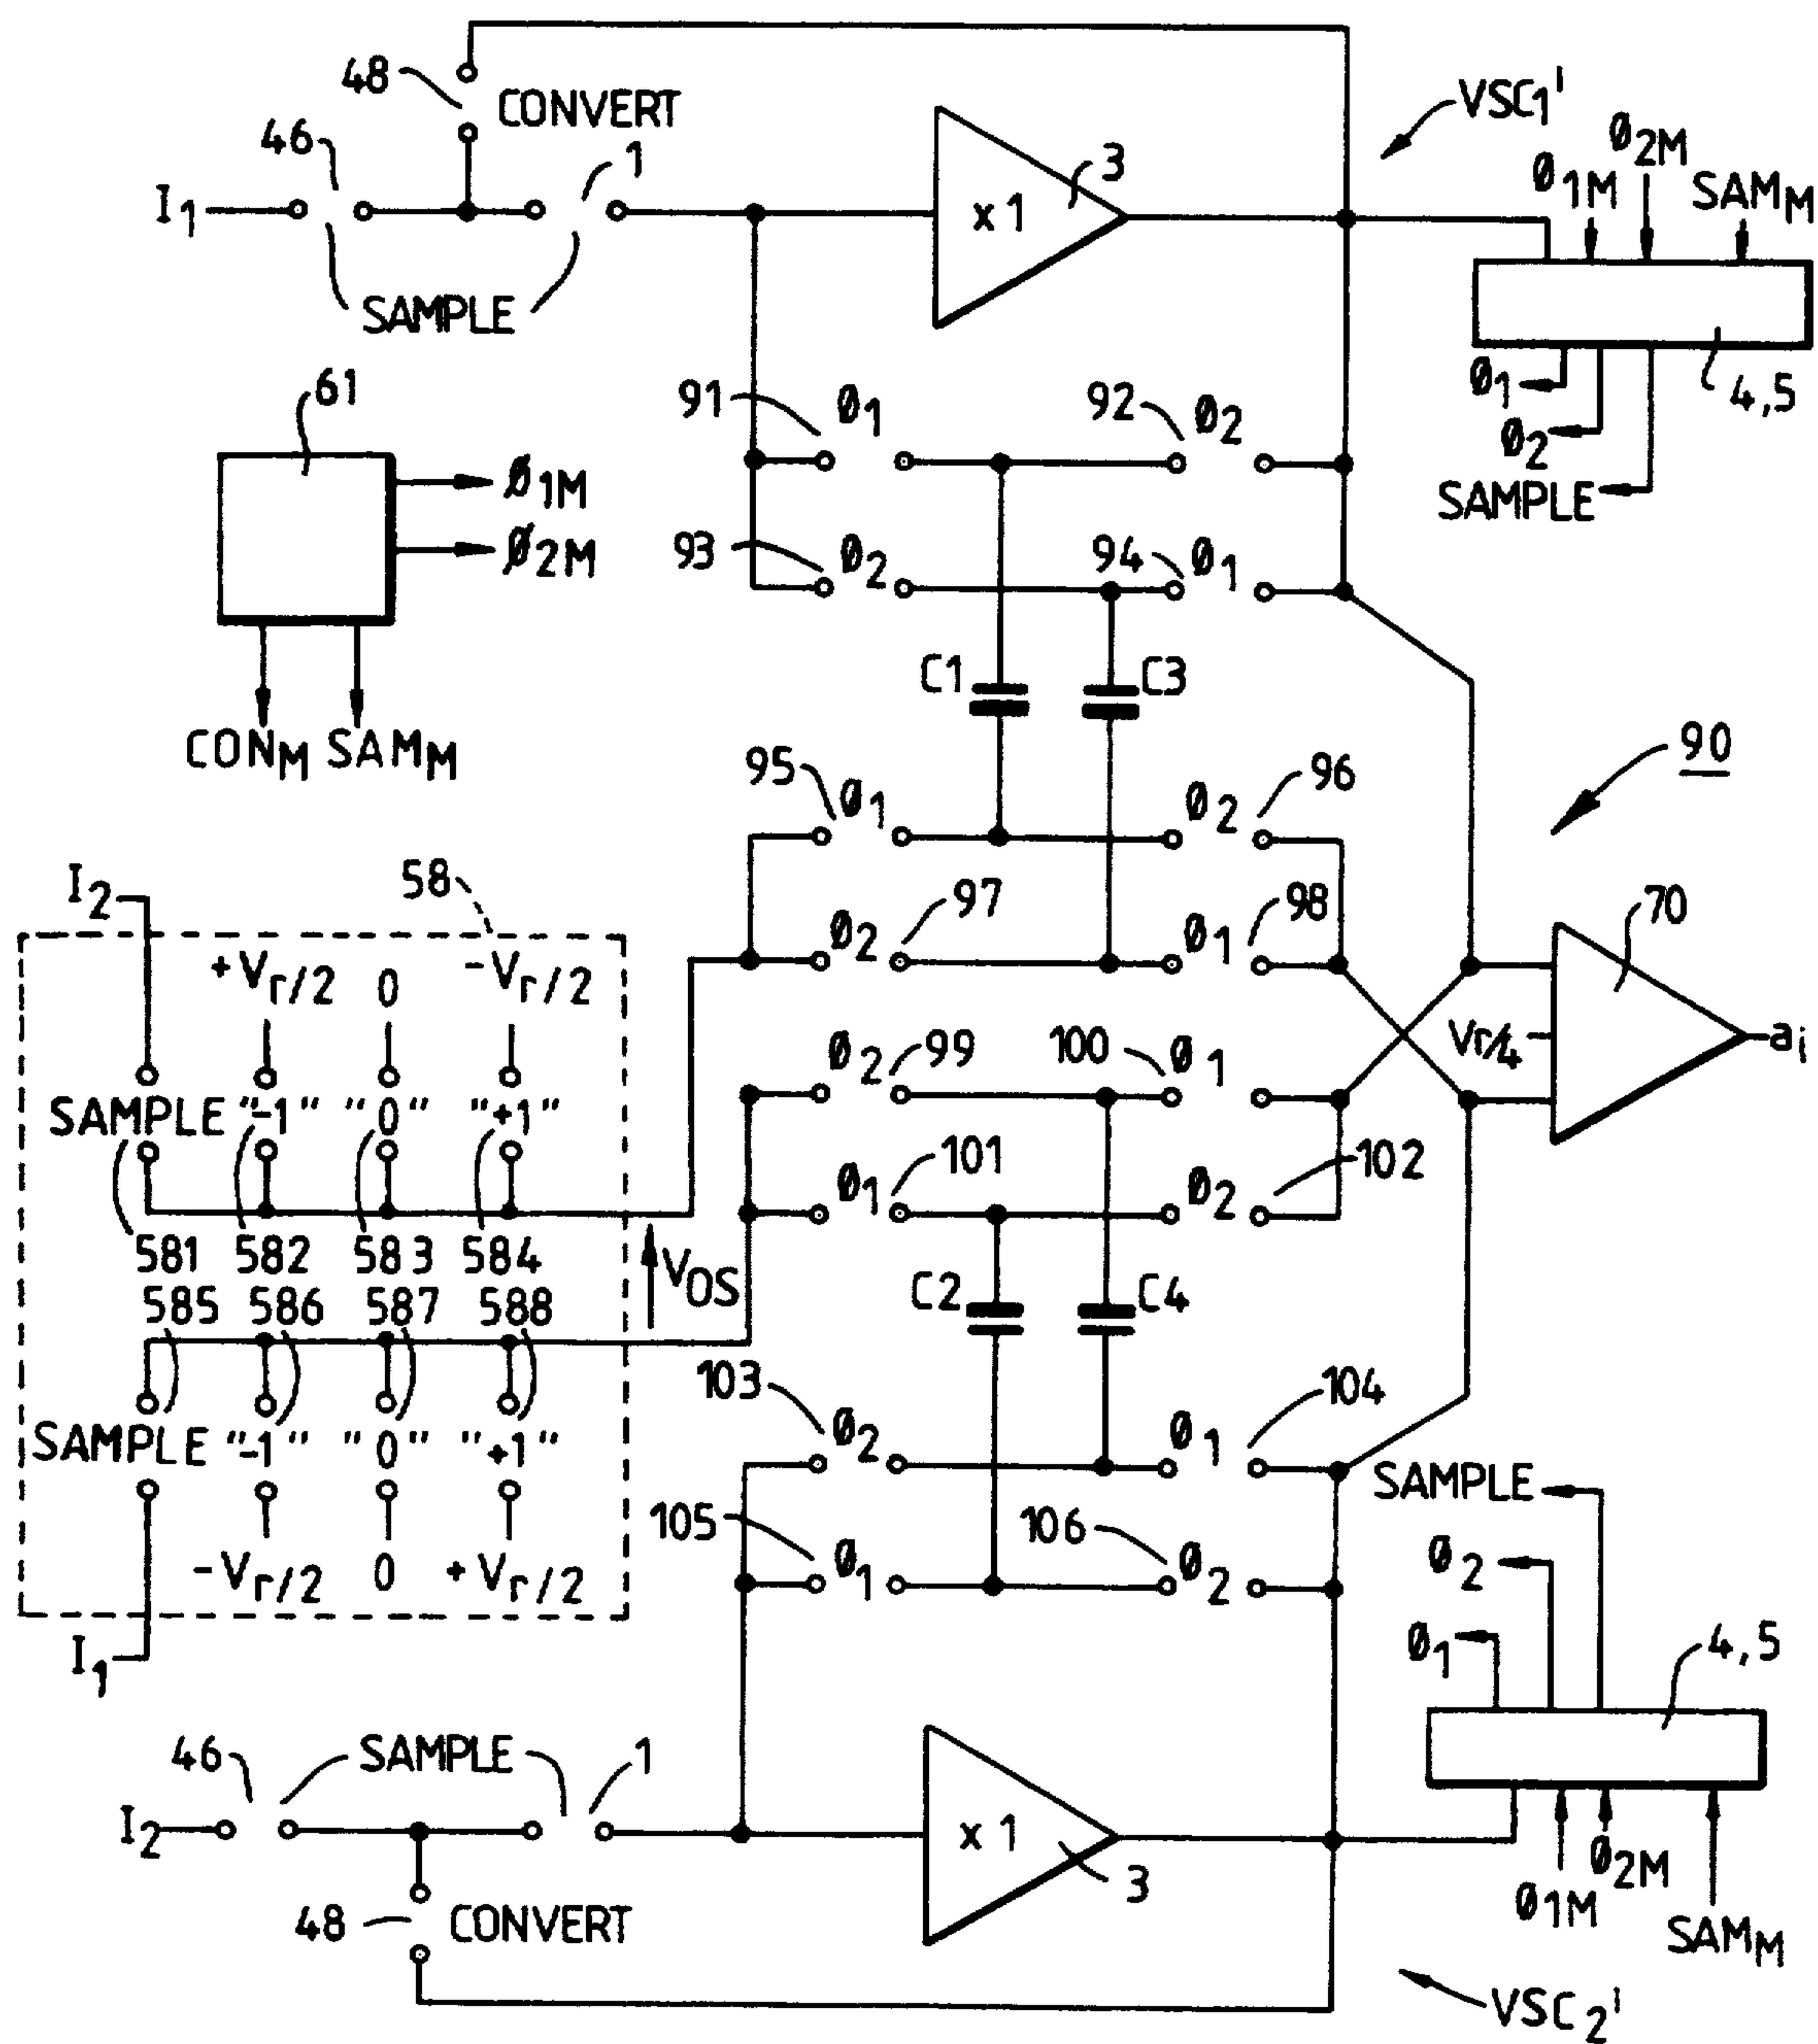 48
CONVERT
VSC1'
46
1
3
Ø2M
Ø1M
SAMM
I1
x 1
SAMPLE
61
91
Ø1
92
Ø2
Ø1
4,5
Ø2
SAMPLE
Ø1M
Ø2M
93
Ø2
94
Ø1
C1
C3
CONM
SAMM
95
Ø1
Ø2
96
90
I2
58
Ø2
97
Ø1
98
70
+Vr/2
0
-Vr/2
Vr/4
ai
Ø2
99
100
Ø1
SAMPLE
"-1"
"0"
"+1"
Ø1
101
Ø2
102
581
582
583
584
VOS
585
586
587
588
C2
C4
103
Ø2
Ø1
104
SAMPLE
"-1"
"0"
"+1"
SAMPLE
105
Ø1
106
Ø2
Ø2
-Vr/2
0
+Vr/2
I1
Ø1
4,5
46
SAMPLE
1
I2
x 1
3
48
CONVERT
Ø1M
Ø2M
SAMM
VSC2'